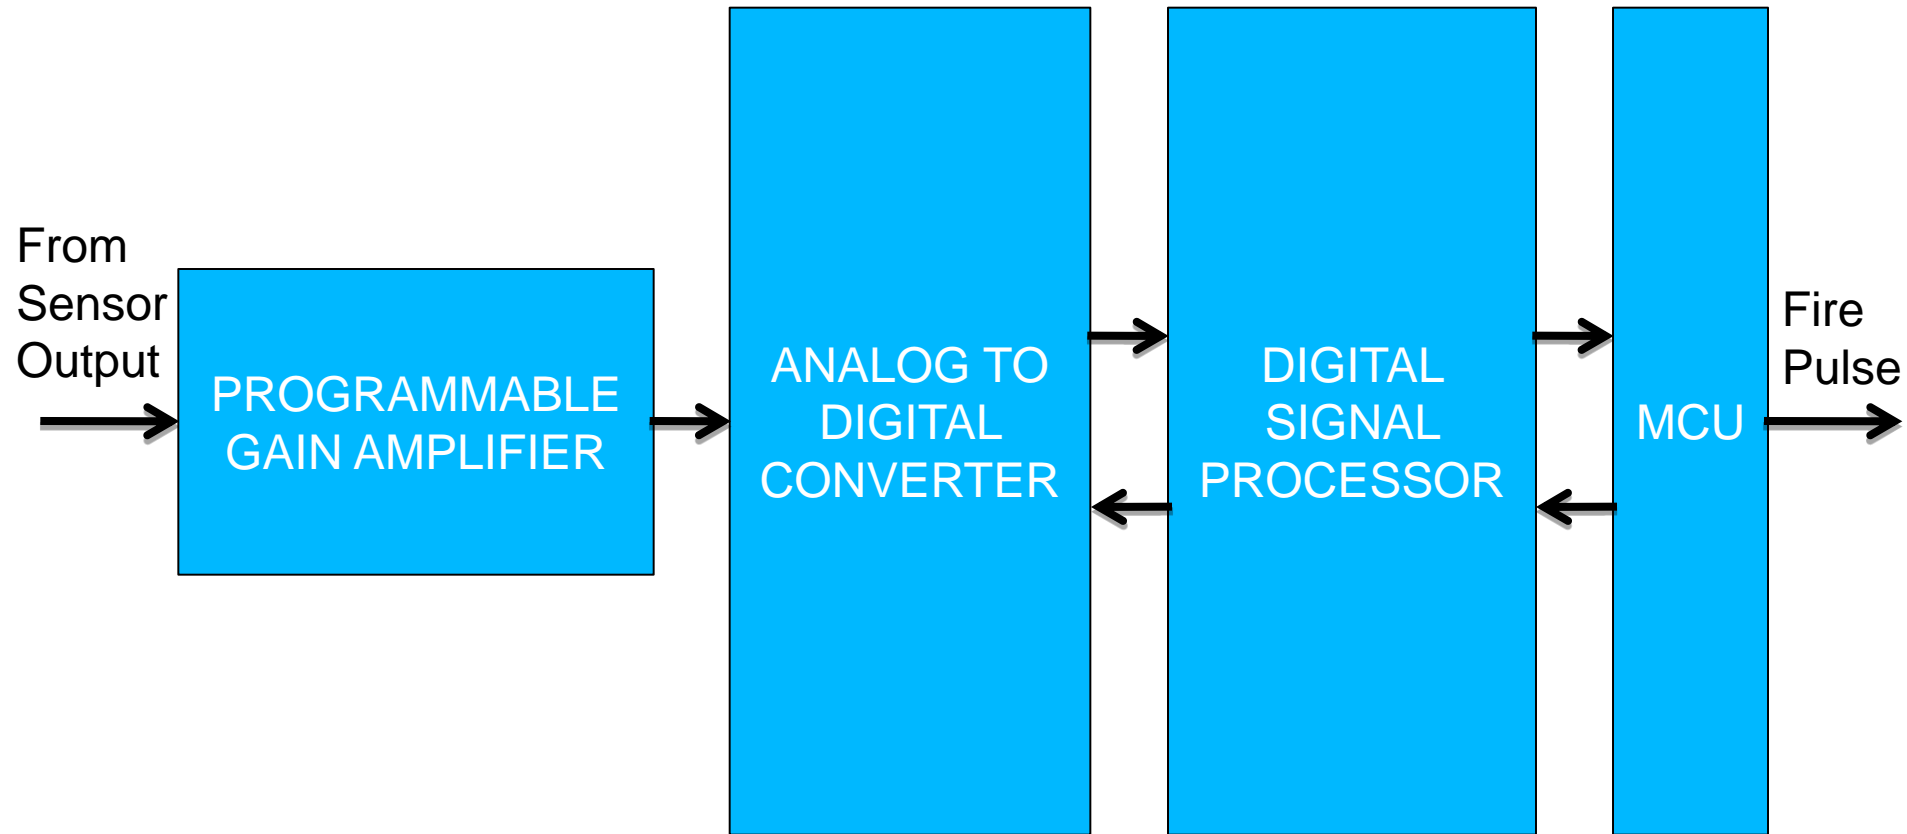 From
Sensor
Output
PROGRAMMABLE
GAIN AMPLIFIER
ANALOG TO
DIGITAL
CONVERTER
DIGITAL
SIGNAL
PROCESSOR
MCU
Fire
Pulse